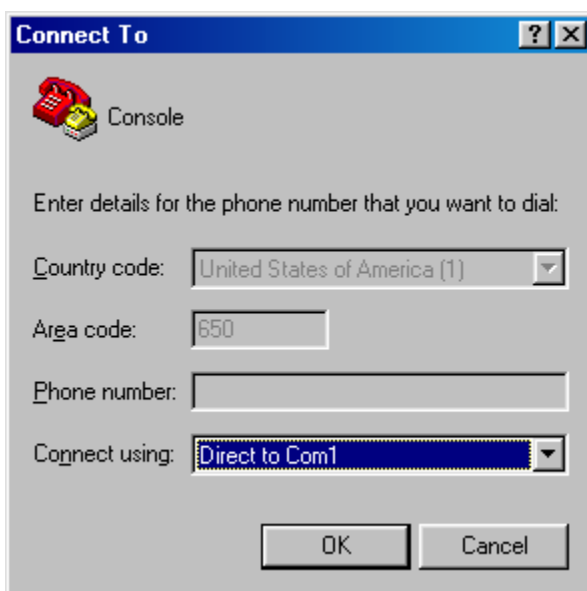 Connect To
Console
Enter details for the phone number that you want to dial:
Country code: United States of America (1)
Area code: 650
Phone number:
Connect using: Direct to Com1
OK Cancel